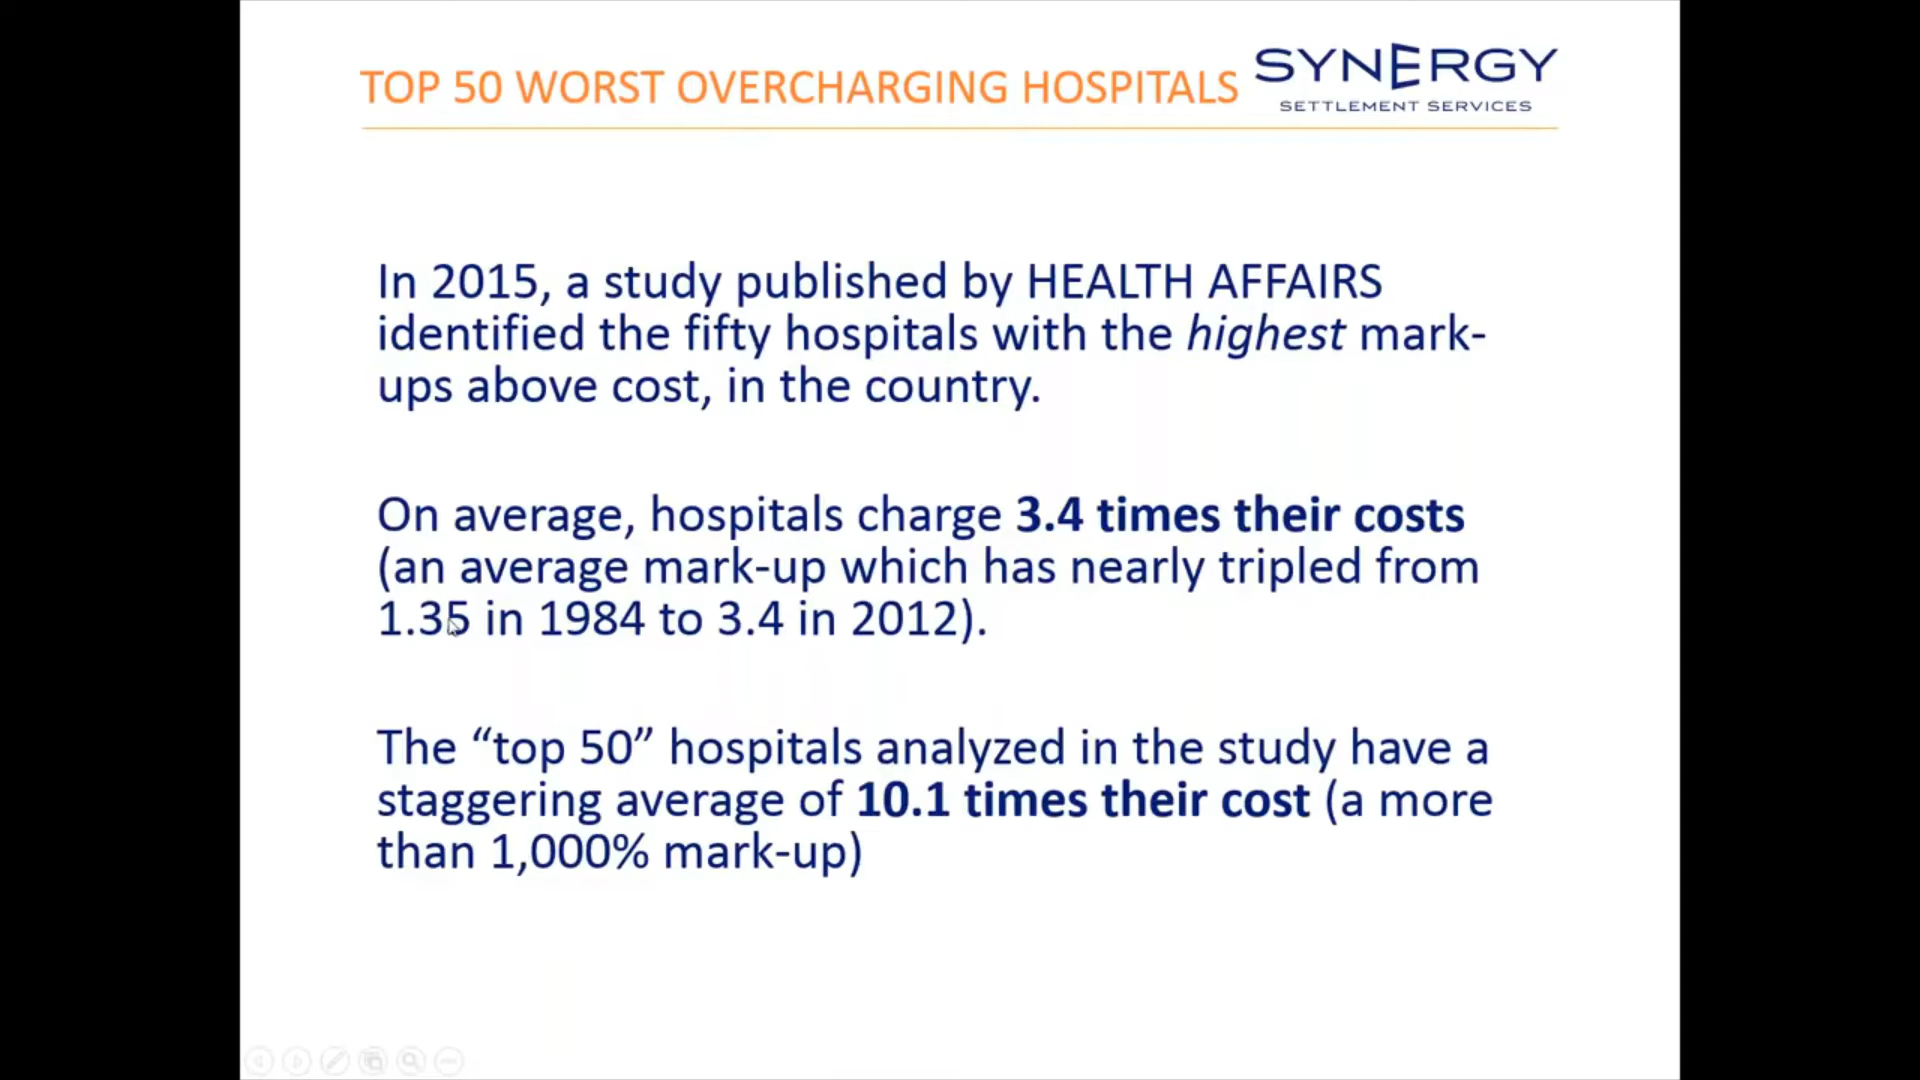 TOP 50 WORST OVERCHARGING HOSPITALS
SYNERGY
SETTLEMENT SERVICES
In 2015, a study published by HEALTH AFFAIRS
identified the fifty hospitals with the highest mark-
ups above cost, in the country.
On average, hospitals charge 3.4 times their costs
(an average mark-up which has nearly tripled from
1.35 in 1984 to 3.4 in 2012).
The “top 50” hospitals analyzed in the study have a
staggering average of 10.1 times their cost (a more
than 1,000% mark-up)